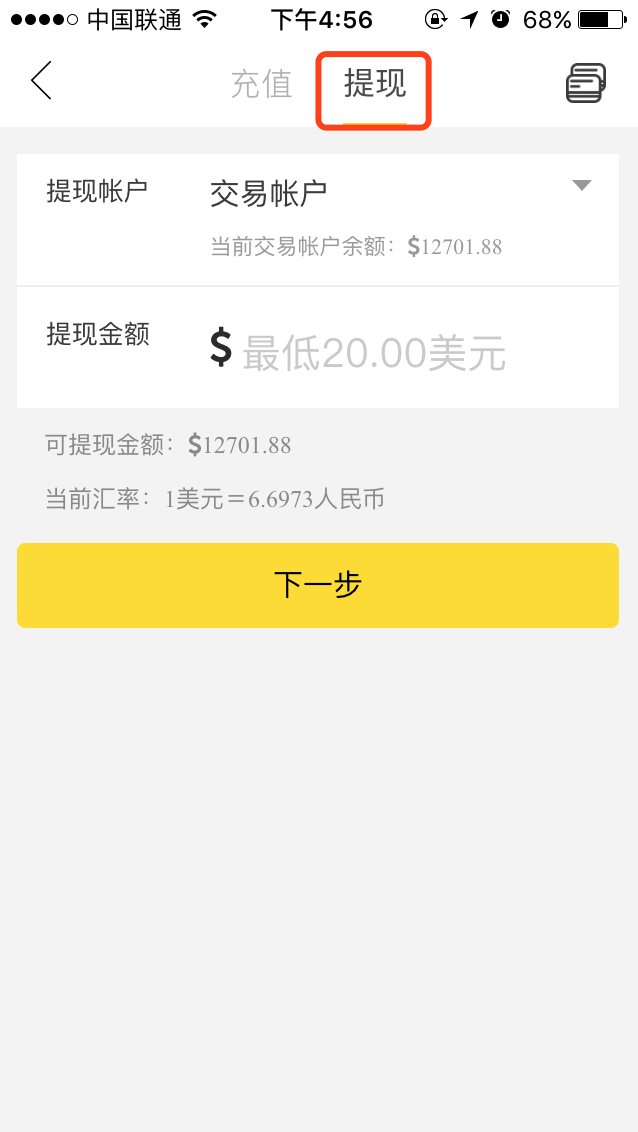 中国联通 下午4:56 68%
充值 提现
提现帐户 交易帐户
当前交易帐户余额：$12701.88
提现金额 $ 最低20.00美元
可提现金额：$12701.88
当前汇率：1美元＝6.6973人民币
下一步